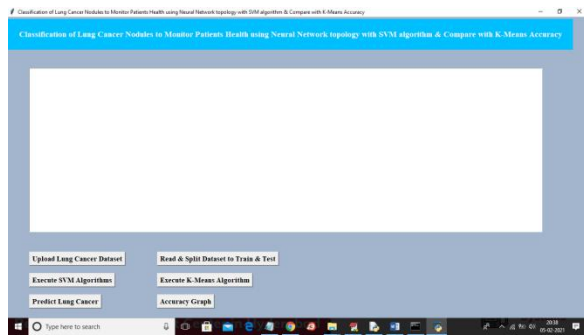 Classification of Lung Cancer Nodules to Monitor Patients Health using Neural Network topology with SVM algorithm & Compare with K-Means Accuracy
Classification of Lung Cancer Nodules to Monitor Patients Health using Neural Network topology with SVM algorithm & Compare with K-Means Accuracy
Upload Lung Cancer Dataset Read & Split Dataset to Train & Test
Execute SVM Algorithms Execute K-Means Algorithm
Predict Lung Cancer Accuracy Graph
Type here to search
20:18
05-02-2021